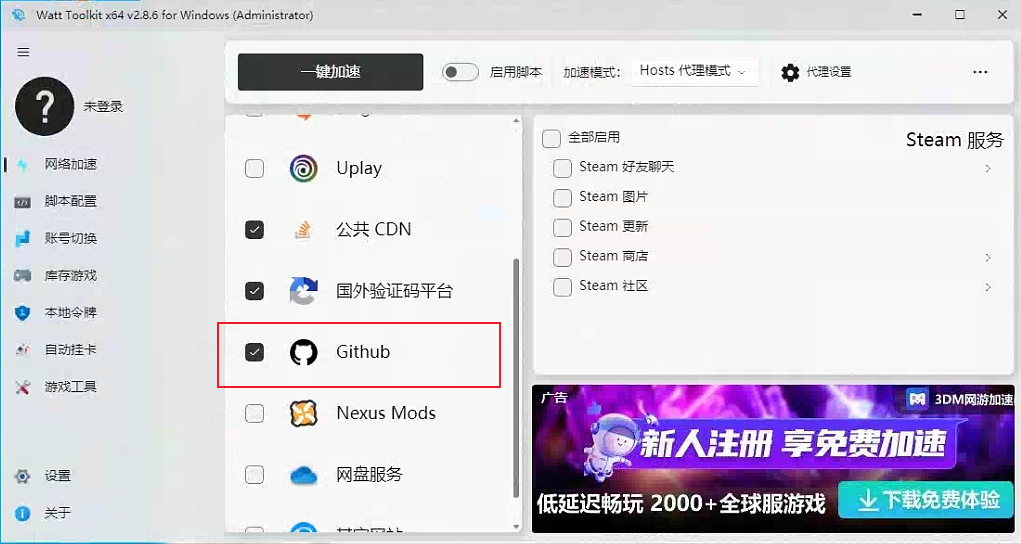 Watt Toolkit x64 v2.8.6 for Windows (Administrator)
未登录
网络加速
脚本配置
账号切换
库存游戏
本地令牌
自动挂卡
游戏工具
设置
关于
一键加速
启用脚本
加速模式:
Hosts 代理模式
代理设置
Uplay
公共 CDN
国外验证码平台
Github
Nexus Mods
网盘服务
全部启用
Steam 服务
Steam 好友聊天
Steam 图片
Steam 更新
Steam 商店
Steam 社区
广告
3DM网游加速
新人注册 享免费加速
低延迟畅玩 2000+全球服游戏
下载免费体验